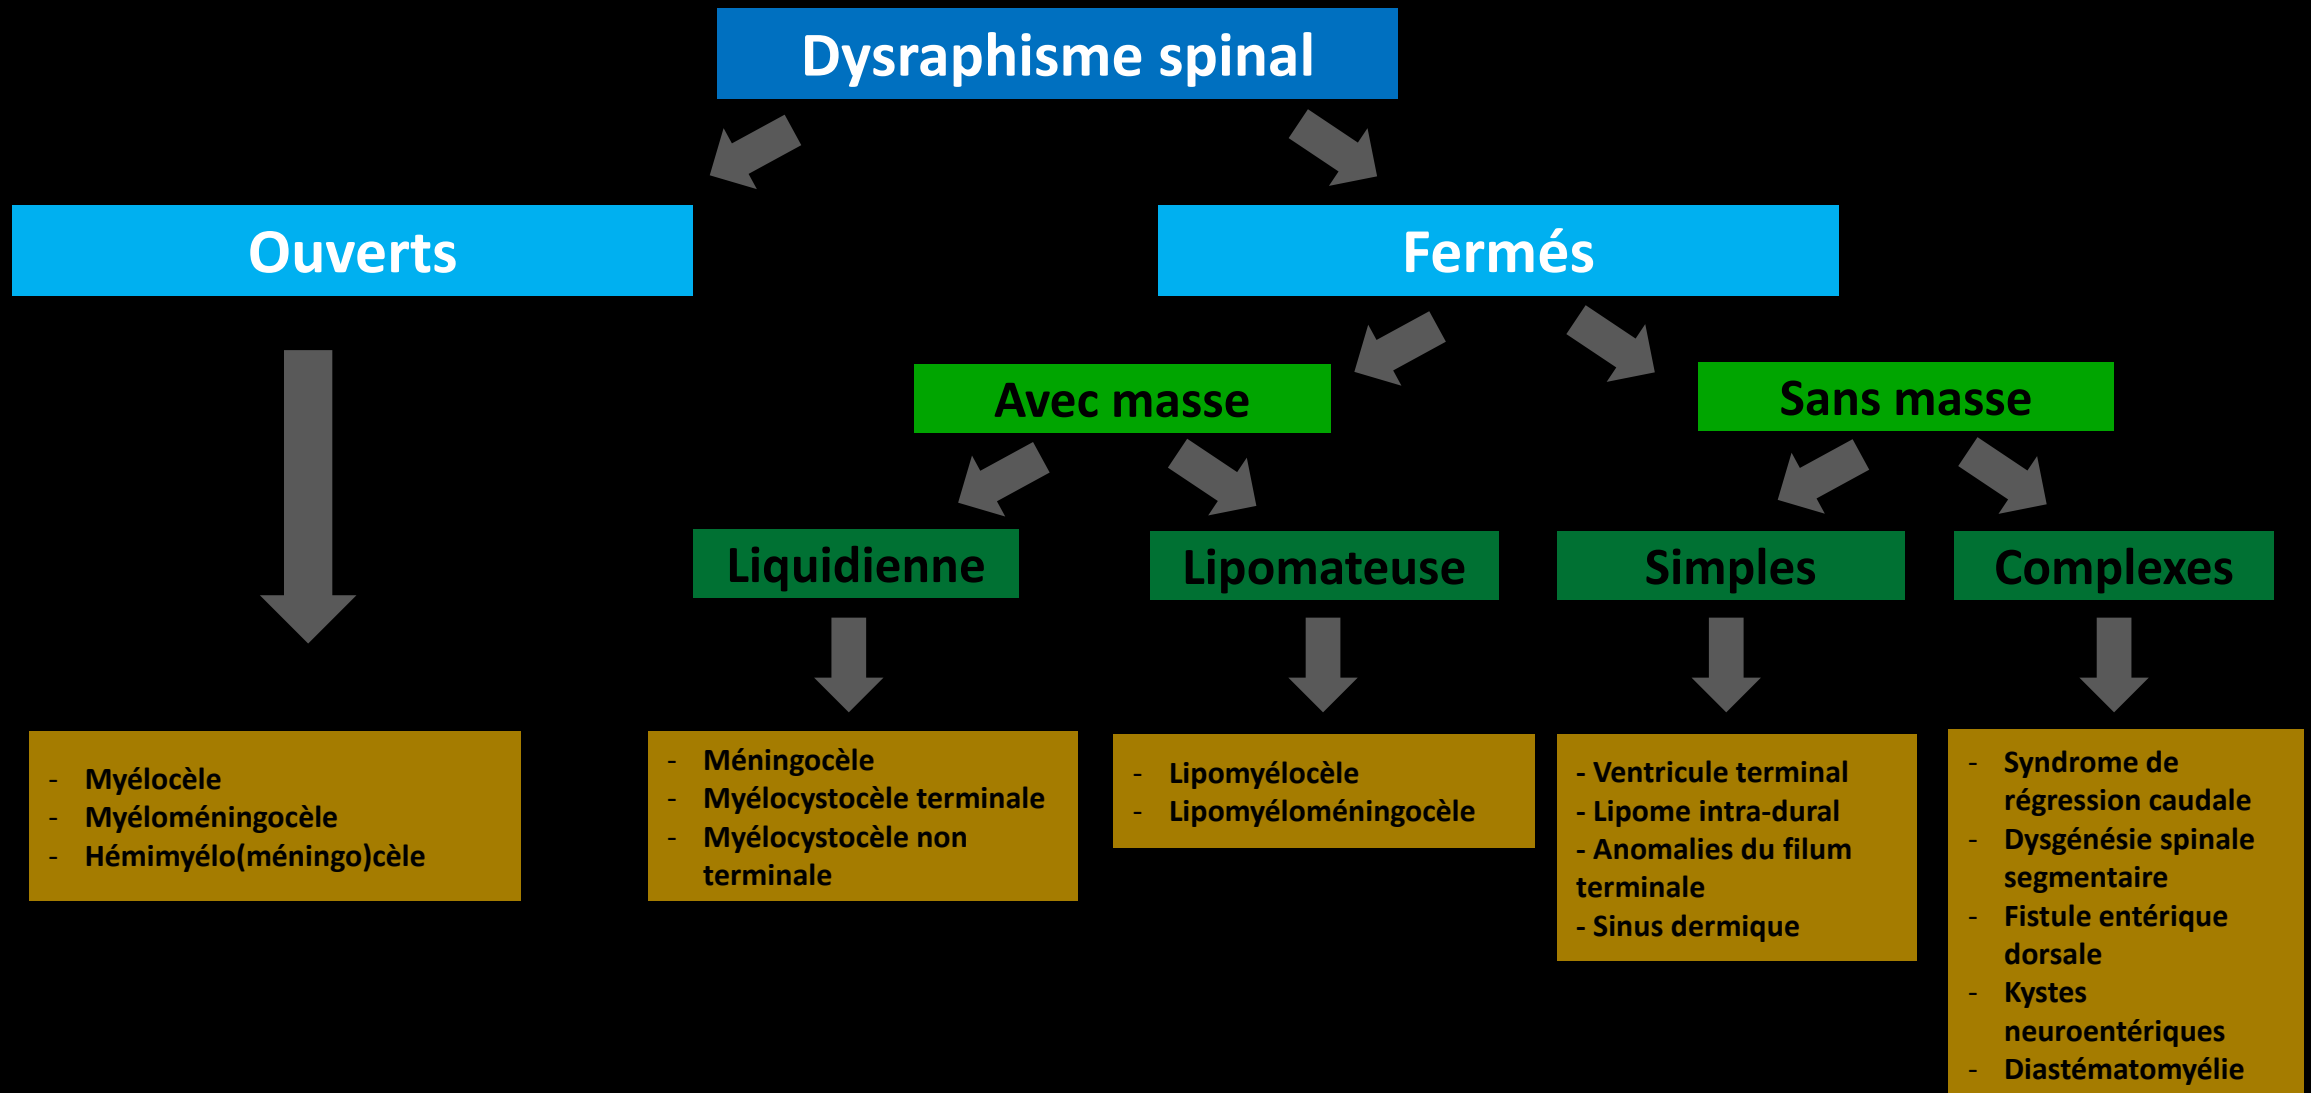 Dysraphisme spinal
Ouverts
Fermés
Avec masse
Sans masse
Liquidienne
Lipomateuse
Simples
Complexes
- Myélocèle
- Myéloméningocèle
- Hémimyélo(méningo)cèle
- Méningocèle
- Myélocystocèle terminale
- Myélocystocèle non
terminale
- Lipomyélocèle
- Lipomyéloméningocèle
- Ventricule terminal
- Lipome intra-dural
- Anomalies du filum
terminale
- Sinus dermique
- Syndrome de
régression caudale
- Dysgénésie spinale
segmentaire
- Fistule entérique
dorsale
- Kystes
neuroentériques
- Diastématomyélie